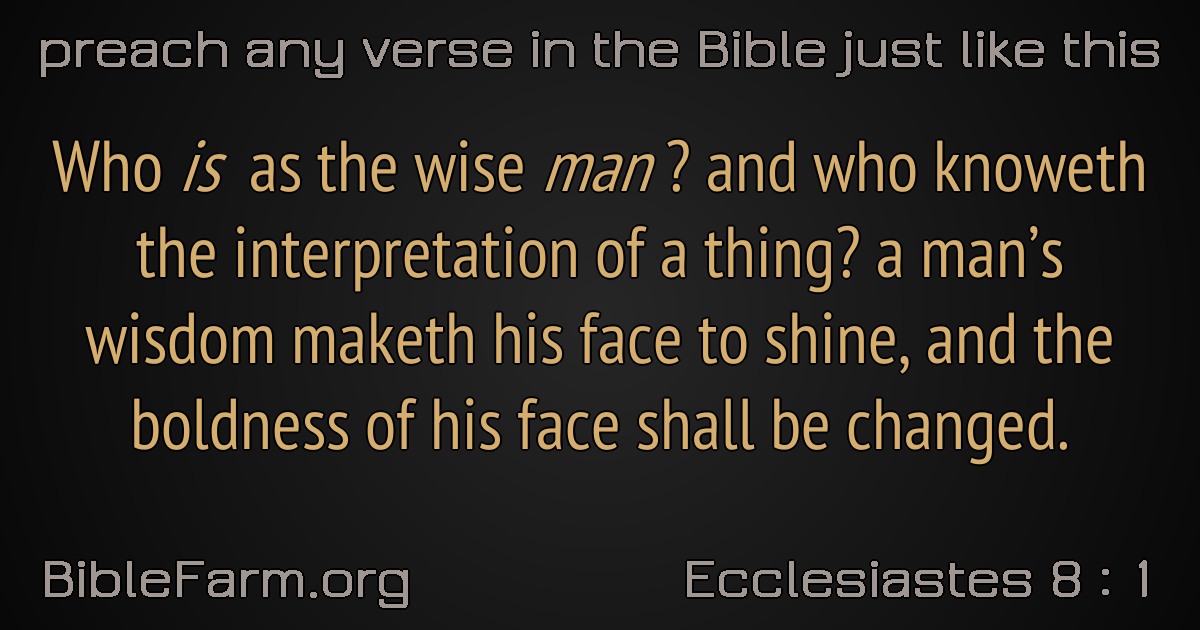 preach any verse in the Bible just like this
Who is as the wise man ? and who knoweth
the interpretation of a thing? a man’s
wisdom maketh his face to shine, and the
boldness of his face shall be changed.
BibleFarm.org
Ecclesiastes 8 : 1